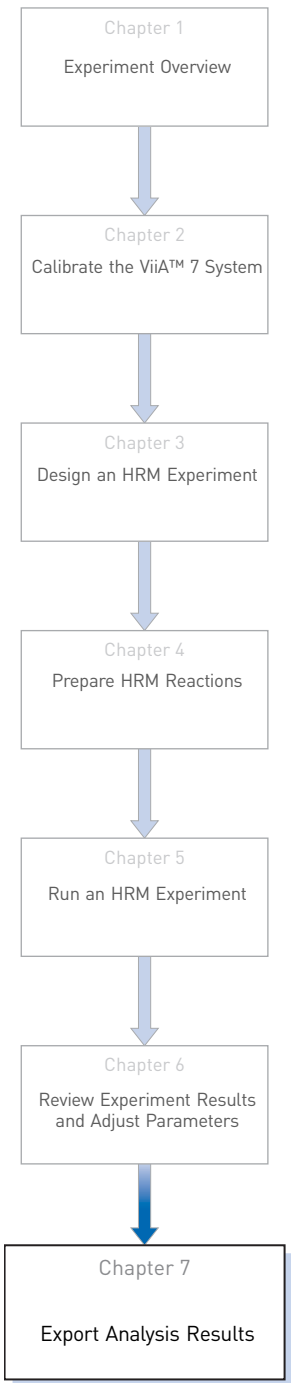 Chapter 1
Experiment Overview
Chapter 2
Calibrate the ViiA™ 7 System
Chapter 3
Design an HRM Experiment
Chapter 4
Prepare HRM Reactions
Chapter 5
Run an HRM Experiment
Chapter 6
Review Experiment Results
and Adjust Parameters
Chapter 7
Export Analysis Results